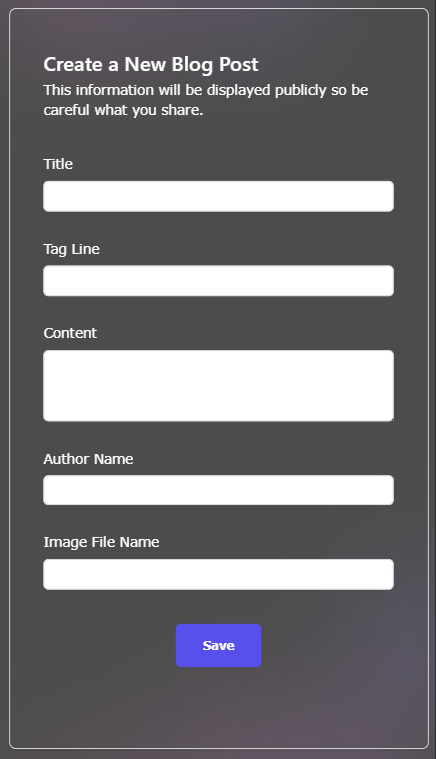 Create a New Blog Post
This information will be displayed publicly so be
careful what you share.
Title
Tag Line
Content
Author Name
Image File Name
Save